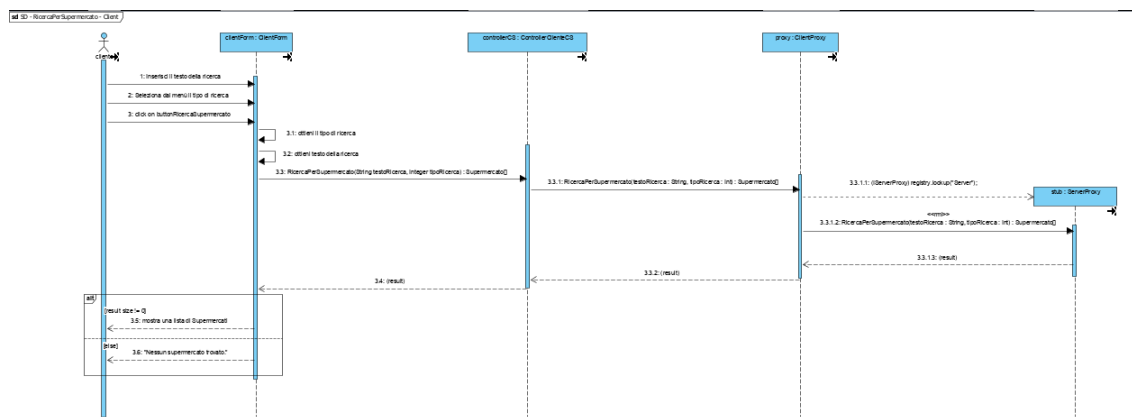 sd SD - RicercaPerSupermercato - Client
cliente
clientForm : ClientForm
controllerCS : ControllerClienteCS
proxy : ClientProxy
1: Inserisci il testo della ricerca
2: Seleziona dal menù il tipo di ricerca
3: click on buttonRicercaSupermercato
3.1: ottieni il tipo di ricerca
3.2: ottieni testo della ricerca
3.3: RicercaPerSupermercato(String testoRicerca, Integer tipoRicerca) : Supermercato[]
3.3.1: RicercaPerSupermercato(testoRicerca : String, tipoRicerca : int) : Supermercato[]
3.3.1.1: (IServerProxy) registry.lookup("Server");
stub : ServerProxy
<<rmi>>
3.3.1.2: RicercaPerSupermercato(testoRicerca : String, tipoRicerca : int) : Supermercato[]
3.3.1.3: (result)
3.3.2: (result)
3.4: (result)
alt
[result size != 0]
3.5: mostra una lista di Supermercati
[else]
3.6: "Nessun supermercato trovato."